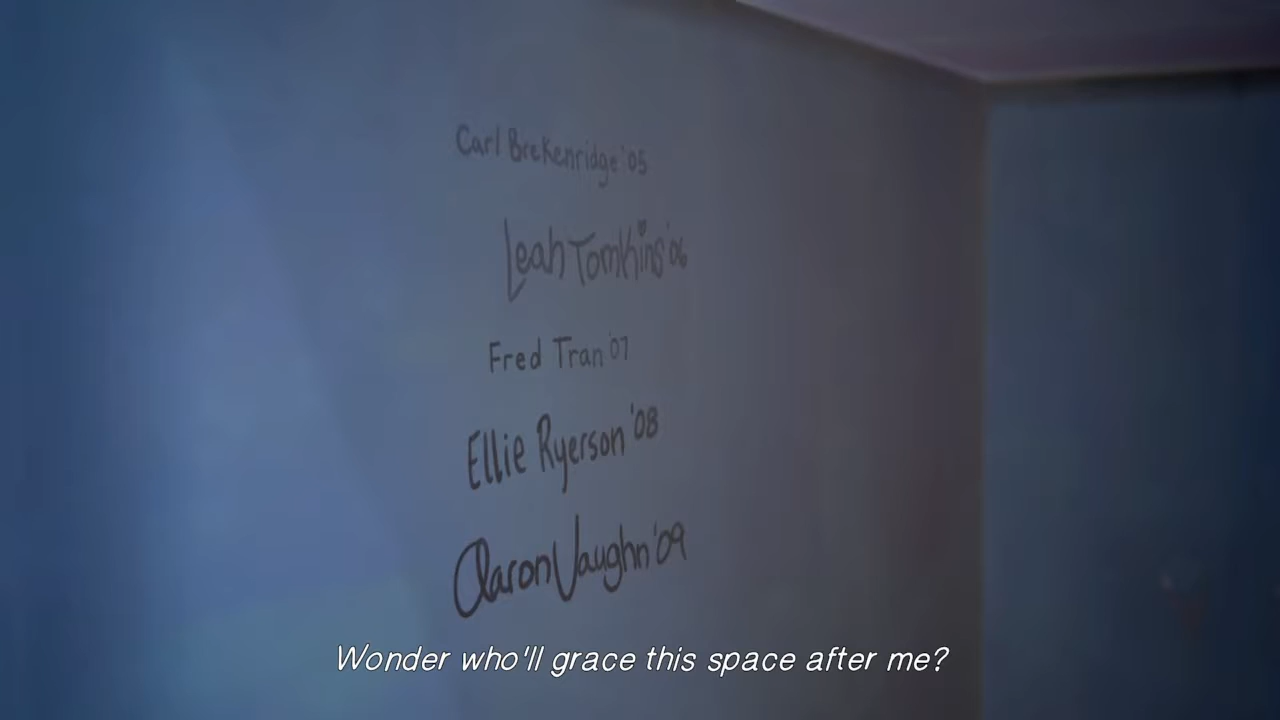 Carl Brekenridge '05
Leah Tomkins '06
Fred Tran '07
Ellie Ryerson '08
Aaron Vaughn '09
Wonder who'll grace this space after me?